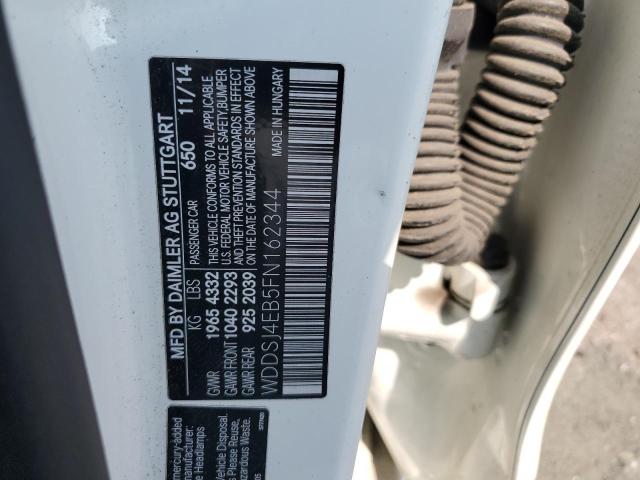 MFD BY DAIMLER AG STUTTGART
KG LBS PASSENGER CAR 650 11/14
GVWR 1965 4332 THIS VEHICLE CONFORMS TO ALL APPLICABLE
GAWR FRONT 1040 2293 U.S. FEDERAL MOTOR VEHICLE SAFETY, BUMPER
GAWR REAR 925 2039 AND THEFT PREVENTION STANDARDS IN EFFECT
ON THE DATE OF MANUFACTURE SHOWN ABOVE
WDDSJ4EB5FN162344 MADE IN HUNGARY
mercury-added
e Headlamps
Vehicle Disposal.
s Please Reuse,
azardous Waste.